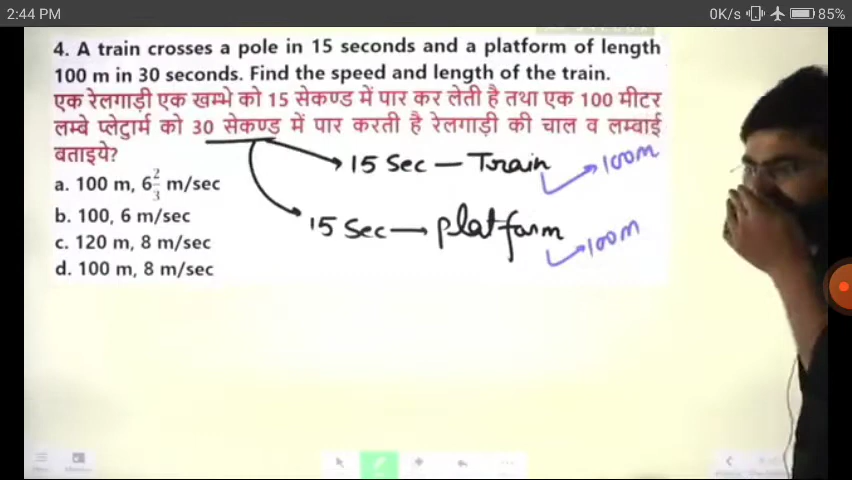 2:44 PM
0K/s 85%
4. A train crosses a pole in 15 seconds and a platform of length
100 m in 30 seconds. Find the speed and length of the train.
एक रेलगाड़ी एक खम्भे को 15 सेकण्ड में पार कर लेती है तथा एक 100 मीटर
लम्बे प्लेटफार्म को 30 सेकण्ड में पार करती है रेलगाड़ी की चाल व लम्बाई
बताइये?
15 Sec — Train 100m
a. 100 m, 6 2/3 m/sec
b. 100, 6 m/sec
15 Sec — platform 100m
c. 120 m, 8 m/sec
d. 100 m, 8 m/sec